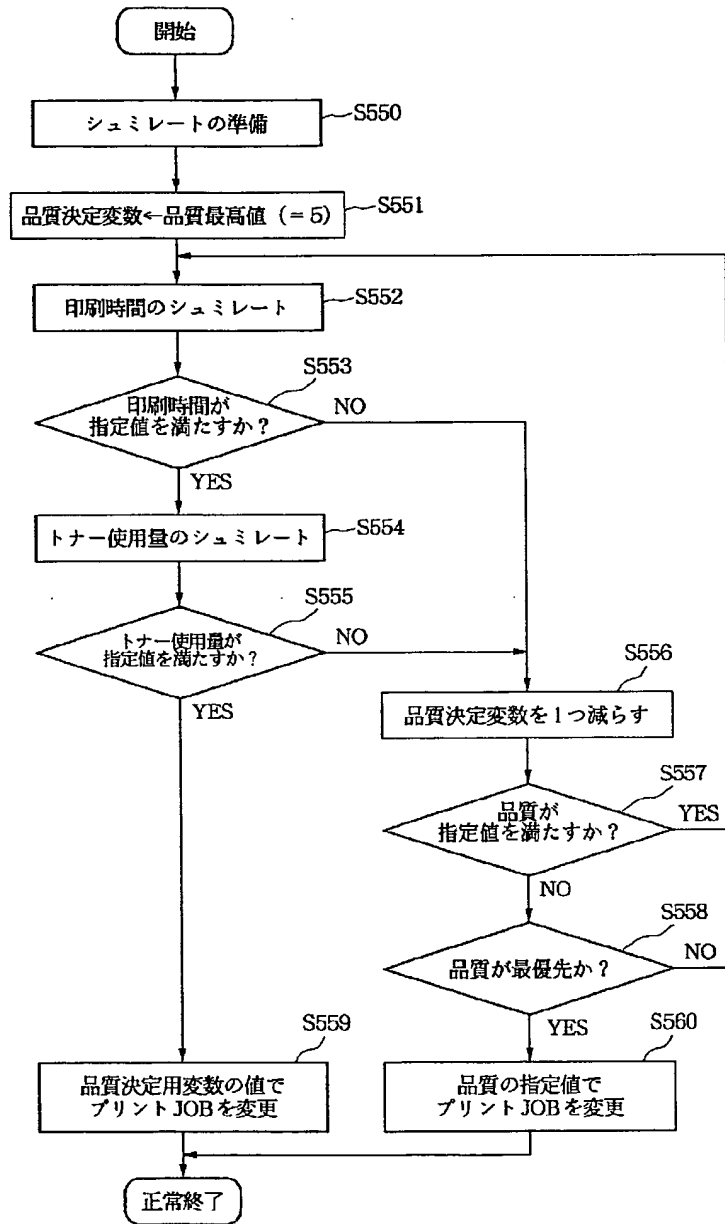 開始
シュミレートの準備
S550
品質決定変数←品質最高値 (=5)
S551
印刷時間のシュミレート
S552
S553
印刷時間が
指定値を満たすか?
NO
YES
トナー使用量のシュミレート
S554
S555
トナー使用量が
指定値を満たすか?
NO
YES
S556
品質決定変数を1つ減らす
S557
品質が
指定値を満たすか?
YES
NO
S558
品質が最優先か?
NO
YES
S559
品質決定用変数の値で
プリントJOBを変更
S560
品質の指定値で
プリントJOBを変更
正常終了